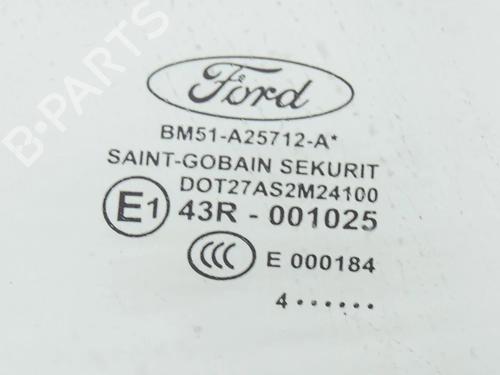 B-PARTS
Ford
BM51-A25712-A*
SAINT-GOBAIN SEKURIT
DOT27AS2M24100
E1 43R - 001025
CCC E 000184
4 ••••••